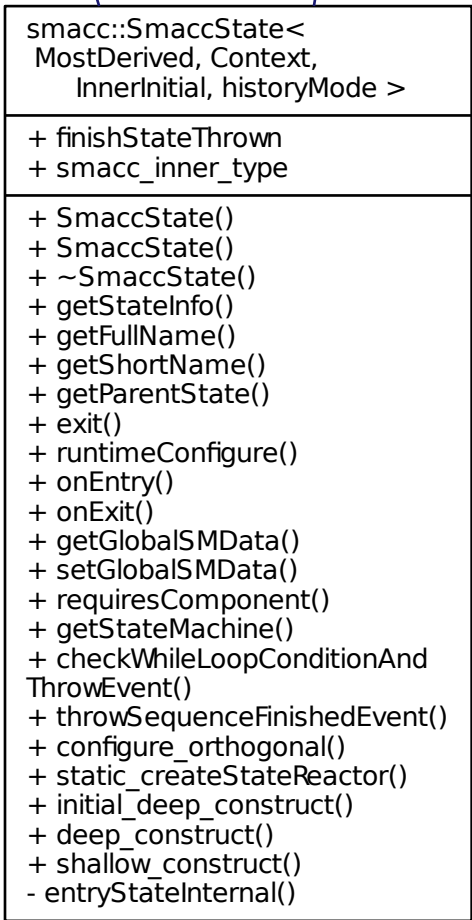 smacc::SmaccState<
MostDerived, Context,
InnerInitial, historyMode >
+ finishStateThrown
+ smacc_inner_type
+ SmaccState()
+ SmaccState()
+ ~SmaccState()
+ getStateInfo()
+ getFullName()
+ getShortName()
+ getParentState()
+ exit()
+ runtimeConfigure()
+ onEntry()
+ onExit()
+ getGlobalSMData()
+ setGlobalSMData()
+ requiresComponent()
+ getStateMachine()
+ checkWhileLoopConditionAnd
ThrowEvent()
+ throwSequenceFinishedEvent()
+ configure_orthogonal()
+ static_createStateReactor()
+ initial_deep_construct()
+ deep_construct()
+ shallow_construct()
- entryStateInternal()